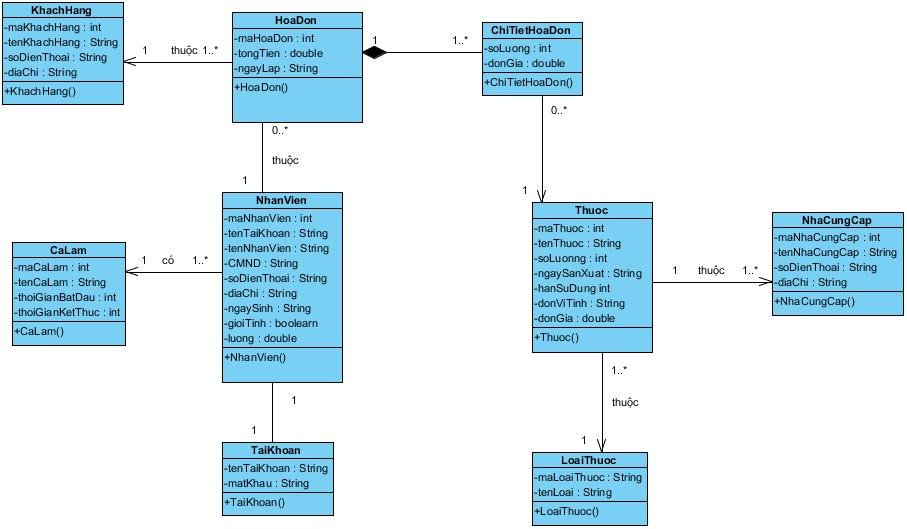 KhachHang
-maKhachHang : int
-tenKhachHang : String
-soDienThoai : String
-diaChi : String
+KhachHang()
1 thuộc 1..*
HoaDon
-maHoaDon : int
-tongTien : double
-ngayLap : String
+HoaDon()
1
1..*
ChiTietHoaDon
-soLuong : int
-donGia : double
+ChiTietHoaDon()
0..*
thuộc
1
0..*
1
NhanVien
-maNhanVien : int
-tenTaiKhoan : String
-tenNhanVien : String
-CMND : String
-soDienThoai : String
-diaChi : String
-ngaySinh : String
-gioiTinh : boolearn
-luong : double
+NhanVien()
CaLam
-maCaLam : int
-tenCaLam : String
-thoiGianBatDau : int
-thoiGianKetThuc : int
+CaLam()
1 có 1..*
Thuoc
-maThuoc : int
-tenThuoc : String
-soLuonng : int
-ngaySanXuat : String
-hanSuDung int
-donViTinh : String
-donGia : double
+Thuoc()
1 thuộc 1..*
NhaCungCap
-maNhaCungCap : int
-tenNhaCungCap : String
-soDienThoai : String
-diaChi : String
+NhaCungCap()
1
1
TaiKhoan
-tenTaiKhoan : String
-matKhau : String
+TaiKhoan()
1..*
thuộc
1
LoaiThuoc
-maLoaiThuoc : String
-tenLoai : String
+LoaiThuoc()